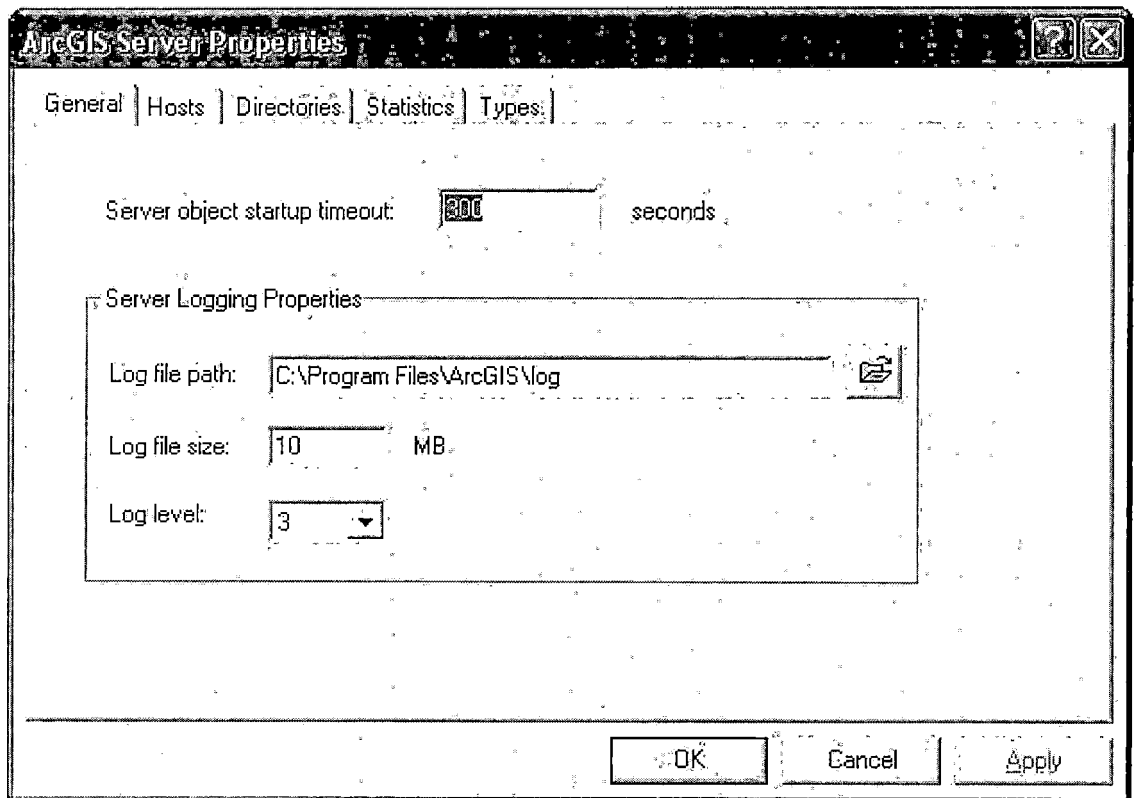 ArcGIS Server Properties
General Hosts Directories Statistics Types
Server object startup timeout: 300 seconds
Server Logging Properties
Log file path: C:\Program Files\ArcGIS\log
Log file size: 10 MB
Log level: 3
OK Cancel Apply